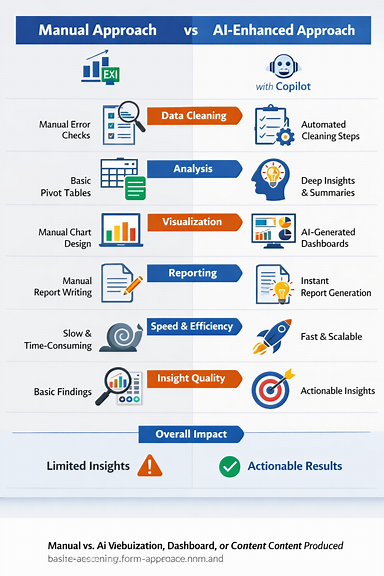 Manual Approach vs AI-Enhanced Approach
EXI
with Copilot
Manual Error
Checks
Data Cleaning
Automated
Cleaning Steps
Basic
Pivot Tables
Analysis
Deep Insights
& Summaries
Manual Chart
Design
Visualization
AI-Generated
Dashboards
Manual
Report Writing
Reporting
Instant
Report Generation
Slow &
Time-Consuming
Speed & Efficiency
Fast & Scalable
Basic Findings
Insight Quality
Actionable Insights
Overall Impact
Limited Insights
Actionable Results
Manual vs. Ai Viebuization, Dashboard, or Content Content Produced